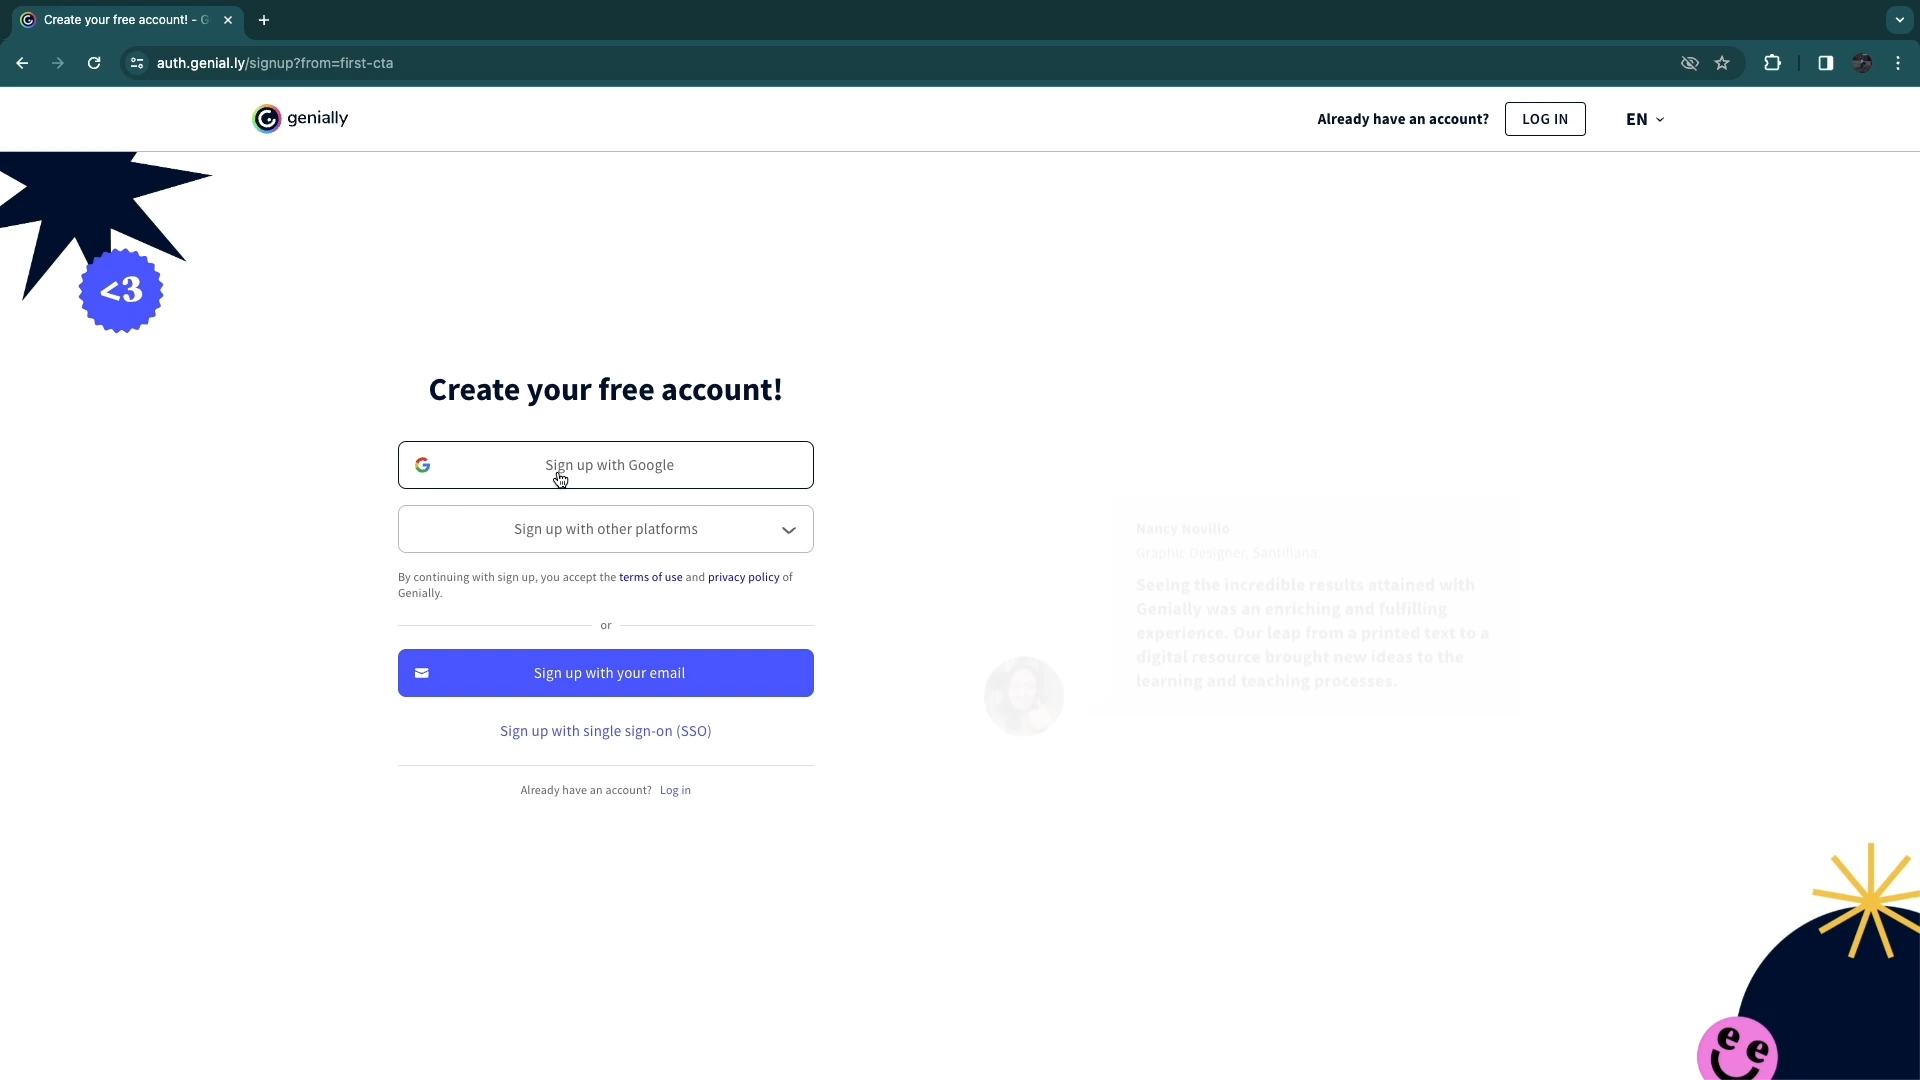 Create your free account! - G
auth.genial.ly/signup?from=first-cta
genially
Already have an account?
LOG IN
EN
<3
Create your free account!
Sign up with Google
Sign up with other platforms
By continuing with sign up, you accept the terms of use and privacy policy of
Genially.
or
Sign up with your email
Sign up with single sign-on (SSO)
Already have an account? Log in
Nancy Novillo
Graphic Designer, Santillana
Seeing the incredible results attained with
Genially was an enriching and fulfilling
experience. Our leap from a printed text to a
digital resource brought new ideas to the
learning and teaching processes.